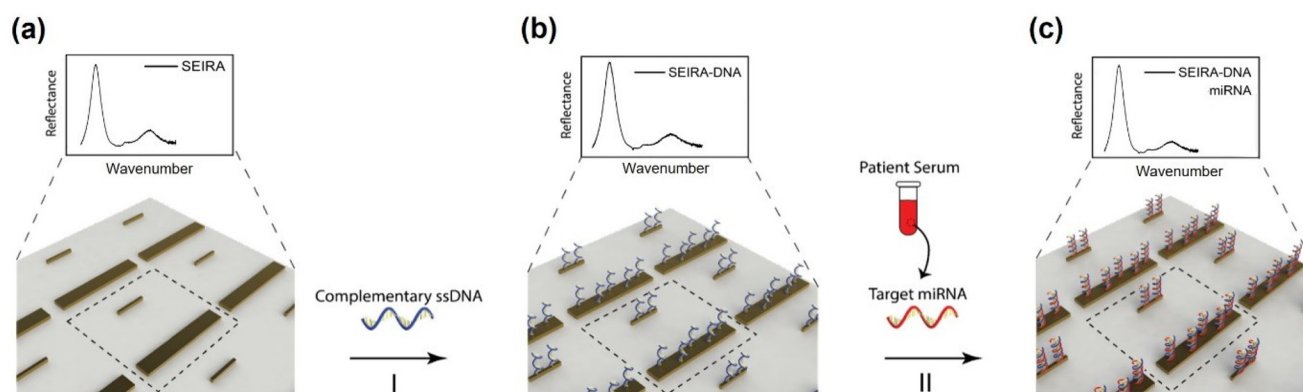 (a)
SEIRA
Reflectance
Wavenumber
Complementary ssDNA
I
(b)
SEIRA-DNA
Reflectance
Wavenumber
Patient Serum
Target miRNA
II
(c)
SEIRA-DNA
miRNA
Reflectance
Wavenumber